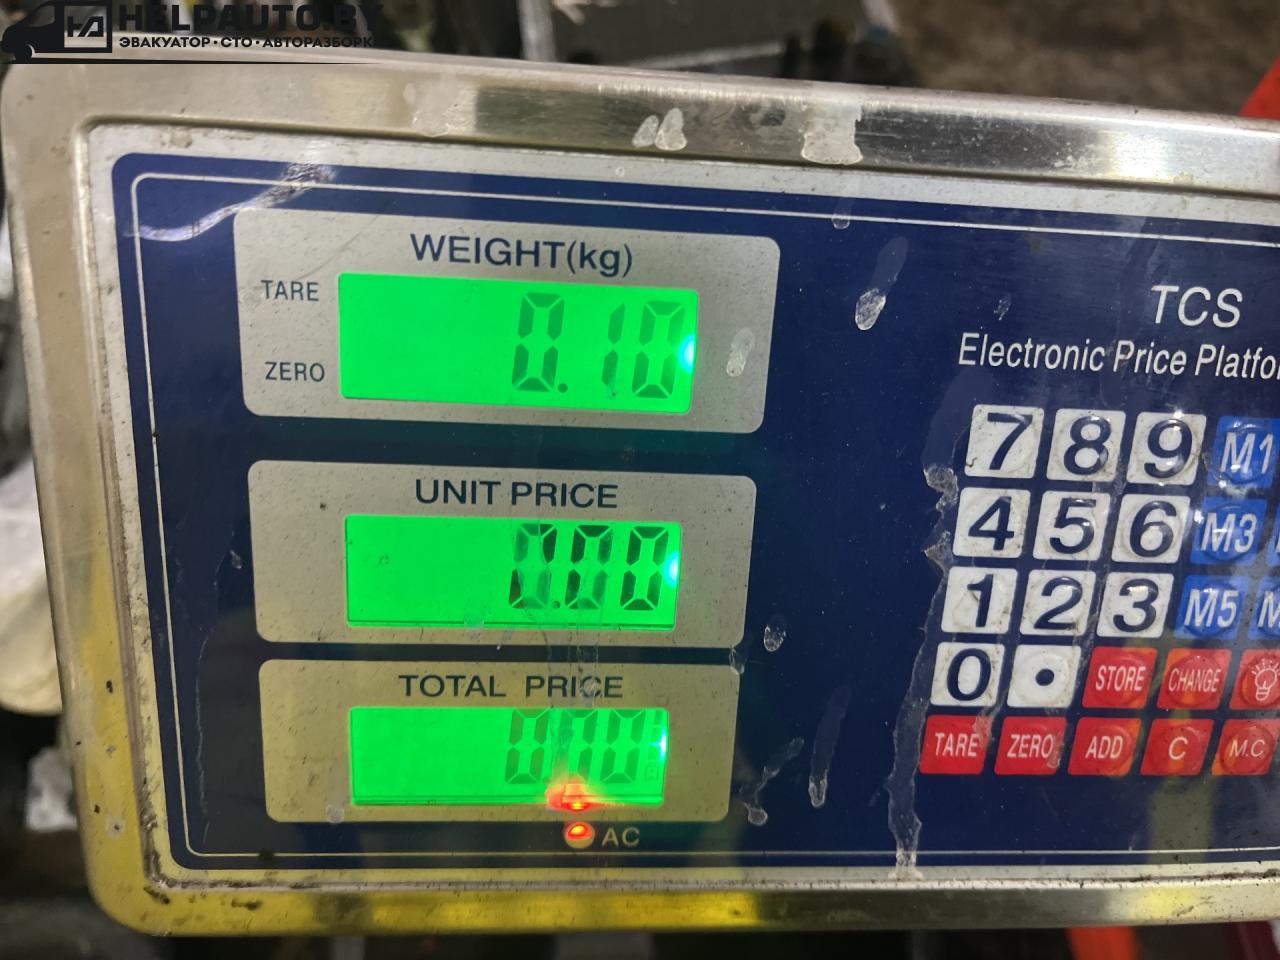 HELPAUTO.BY
ЭВАКУАТОР · СТО · АВТОРАЗБОРК
WEIGHT(kg)
TARE
0.10
ZERO
UNIT PRICE
0.00
TOTAL PRICE
0.00
AC
TCS
Electronic Price
7 8 9 M1
4 5 6 M3
1 2 3 M5
0 . STORE CHANGE
TARE ZERO ADD C M.C